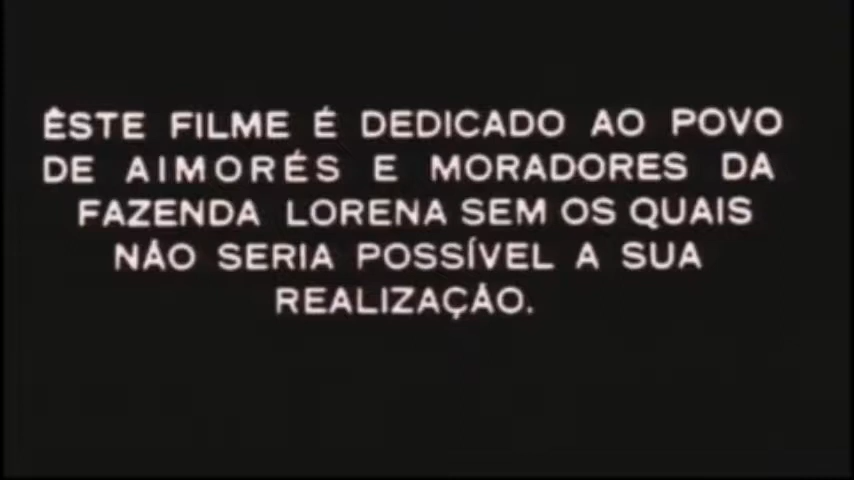 ÊSTE FILME É DEDICADO AO POVO
DE AIMORÉS E MORADORES DA
FAZENDA LORENA SEM OS QUAIS
NÃO SERIA POSSÍVEL A SUA
REALIZAÇÃO.